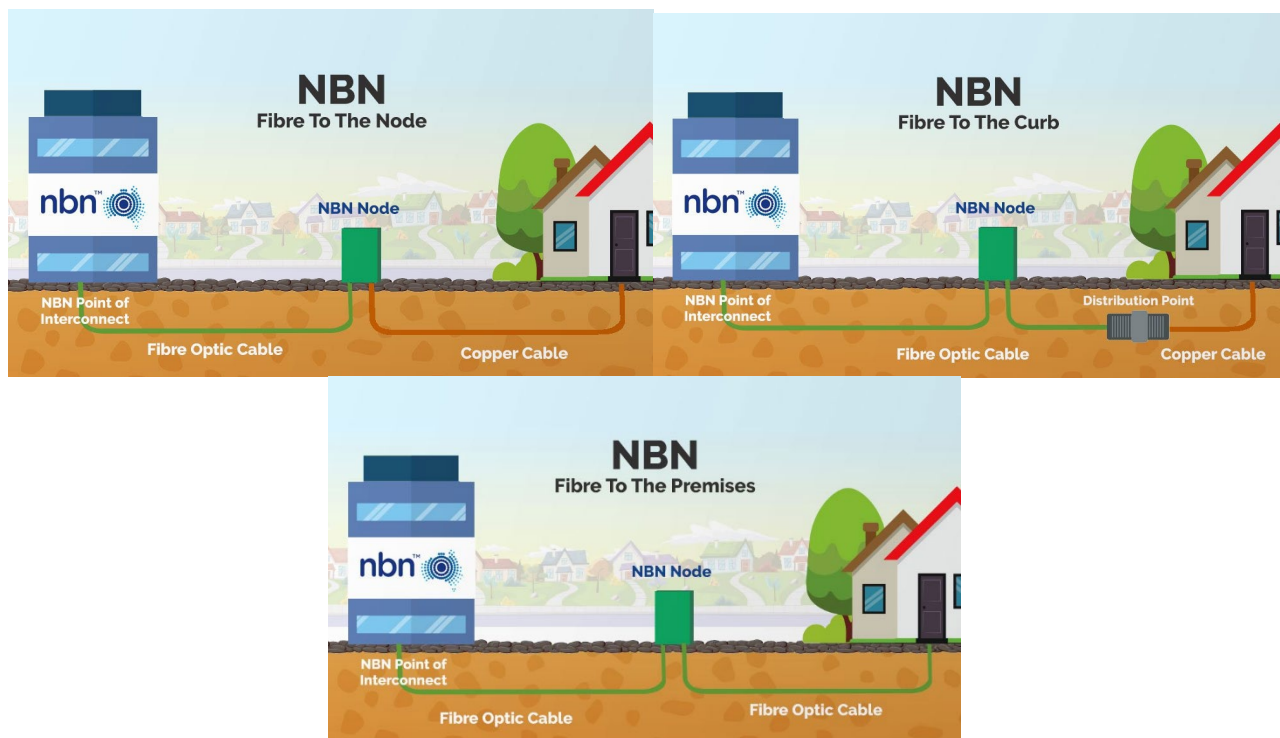 NBN
Fibre To The Node
nbn™
NBN Node
NBN Point of
Interconnect
Fibre Optic Cable
Copper Cable
NBN
Fibre To The Curb
nbn™
NBN Node
NBN Point of
Interconnect
Distribution Point
Fibre Optic Cable
Copper Cable
NBN
Fibre To The Premises
nbn™
NBN Node
NBN Point of
Interconnect
Fibre Optic Cable
Fibre Optic Cable